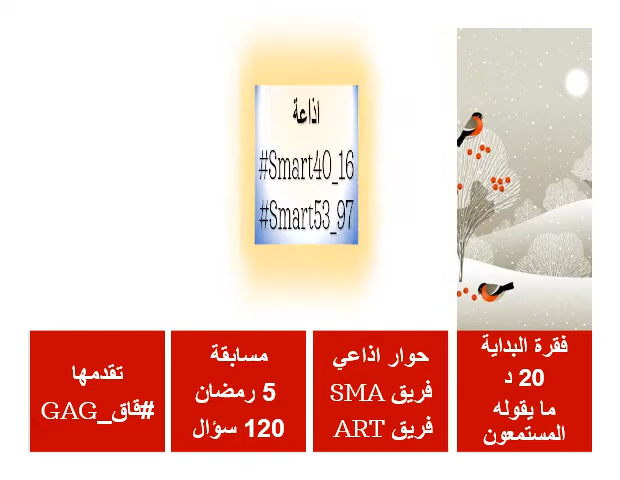 اذاعة
#Smart40_16
#Smart53_97
فقرة البداية
20 د
ما يقوله
المستمعون
حوار اذاعي
فريق SMA
فريق ART
مسابقة
5 رمضان
120 سؤال
تقدمها
#قاق_GAG